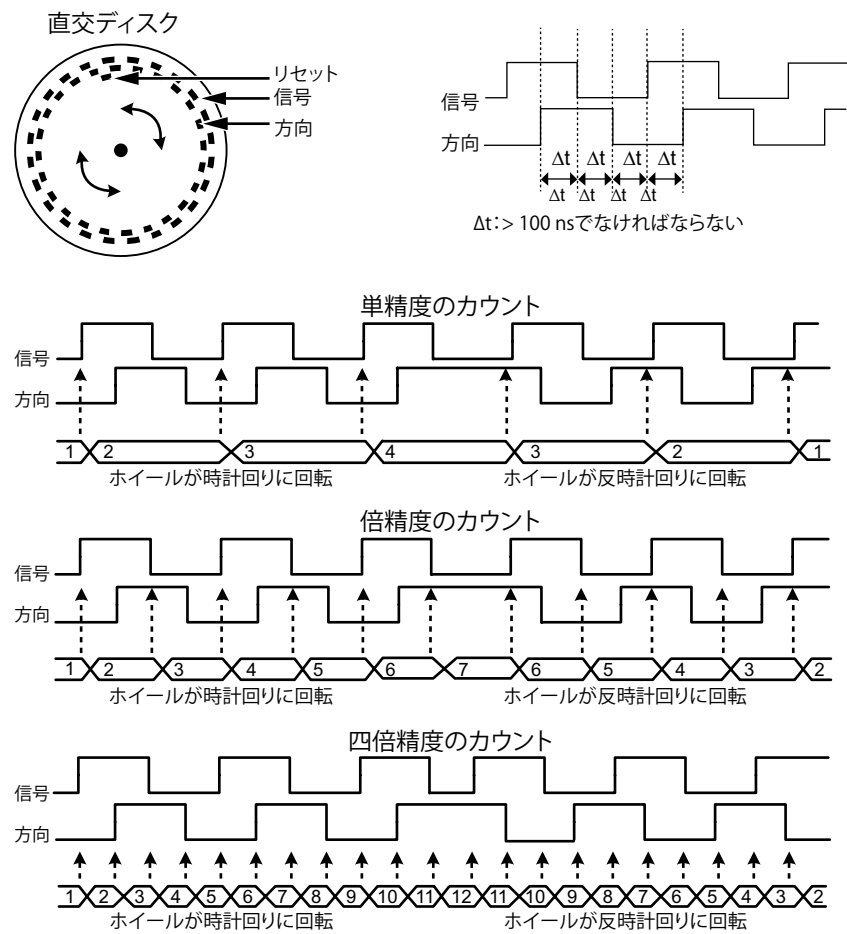 直交ディスク
リセット
信号
方向
信号
方向
Δt Δt Δt Δt
Δt Δt Δt Δt
Δt:> 100 nsでなければならない
単精度のカウント
信号
方向
1 2 3 4 3 2 1
ホイールが時計回りに回転 ホイールが反時計回りに回転
倍精度のカウント
信号
方向
1 2 3 4 5 6 7 6 5 4 3 2
ホイールが時計回りに回転 ホイールが反時計回りに回転
四倍精度のカウント
信号
方向
1 2 3 4 5 6 7 8 9 10 11 12 11 10 9 8 7 6 5 4 3 2
ホイールが時計回りに回転 ホイールが反時計回りに回転